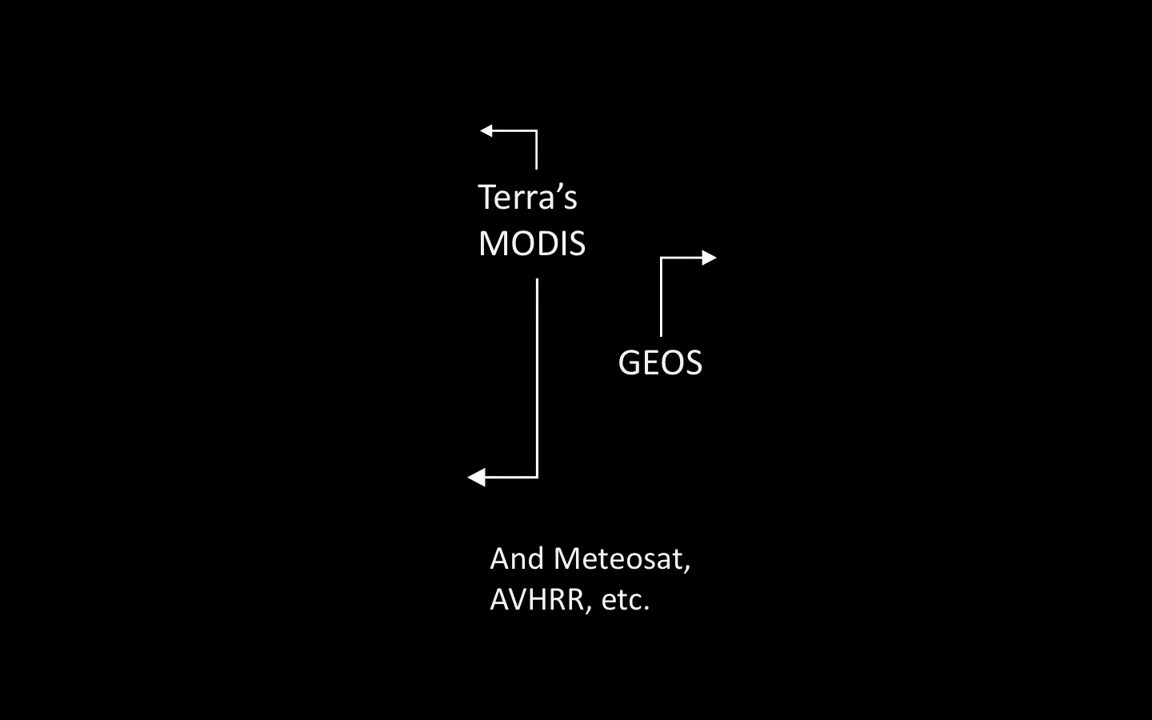 Terra’s
MODIS
GEOS
And Meteosat,
AVHRR, etc.